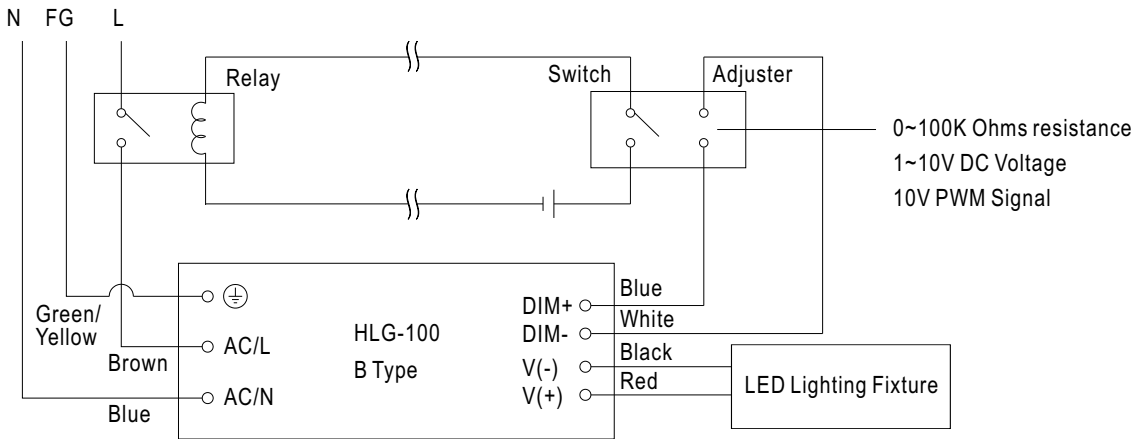 N FG L
Relay
Switch
Adjuster
0~100K Ohms resistance
1~10V DC Voltage
10V PWM Signal
Green/
Yellow
Brown
Blue
AC/L
AC/N
HLG-100
B Type
DIM+
DIM-
V(-)
V(+)
Blue
White
Black
Red
LED Lighting Fixture